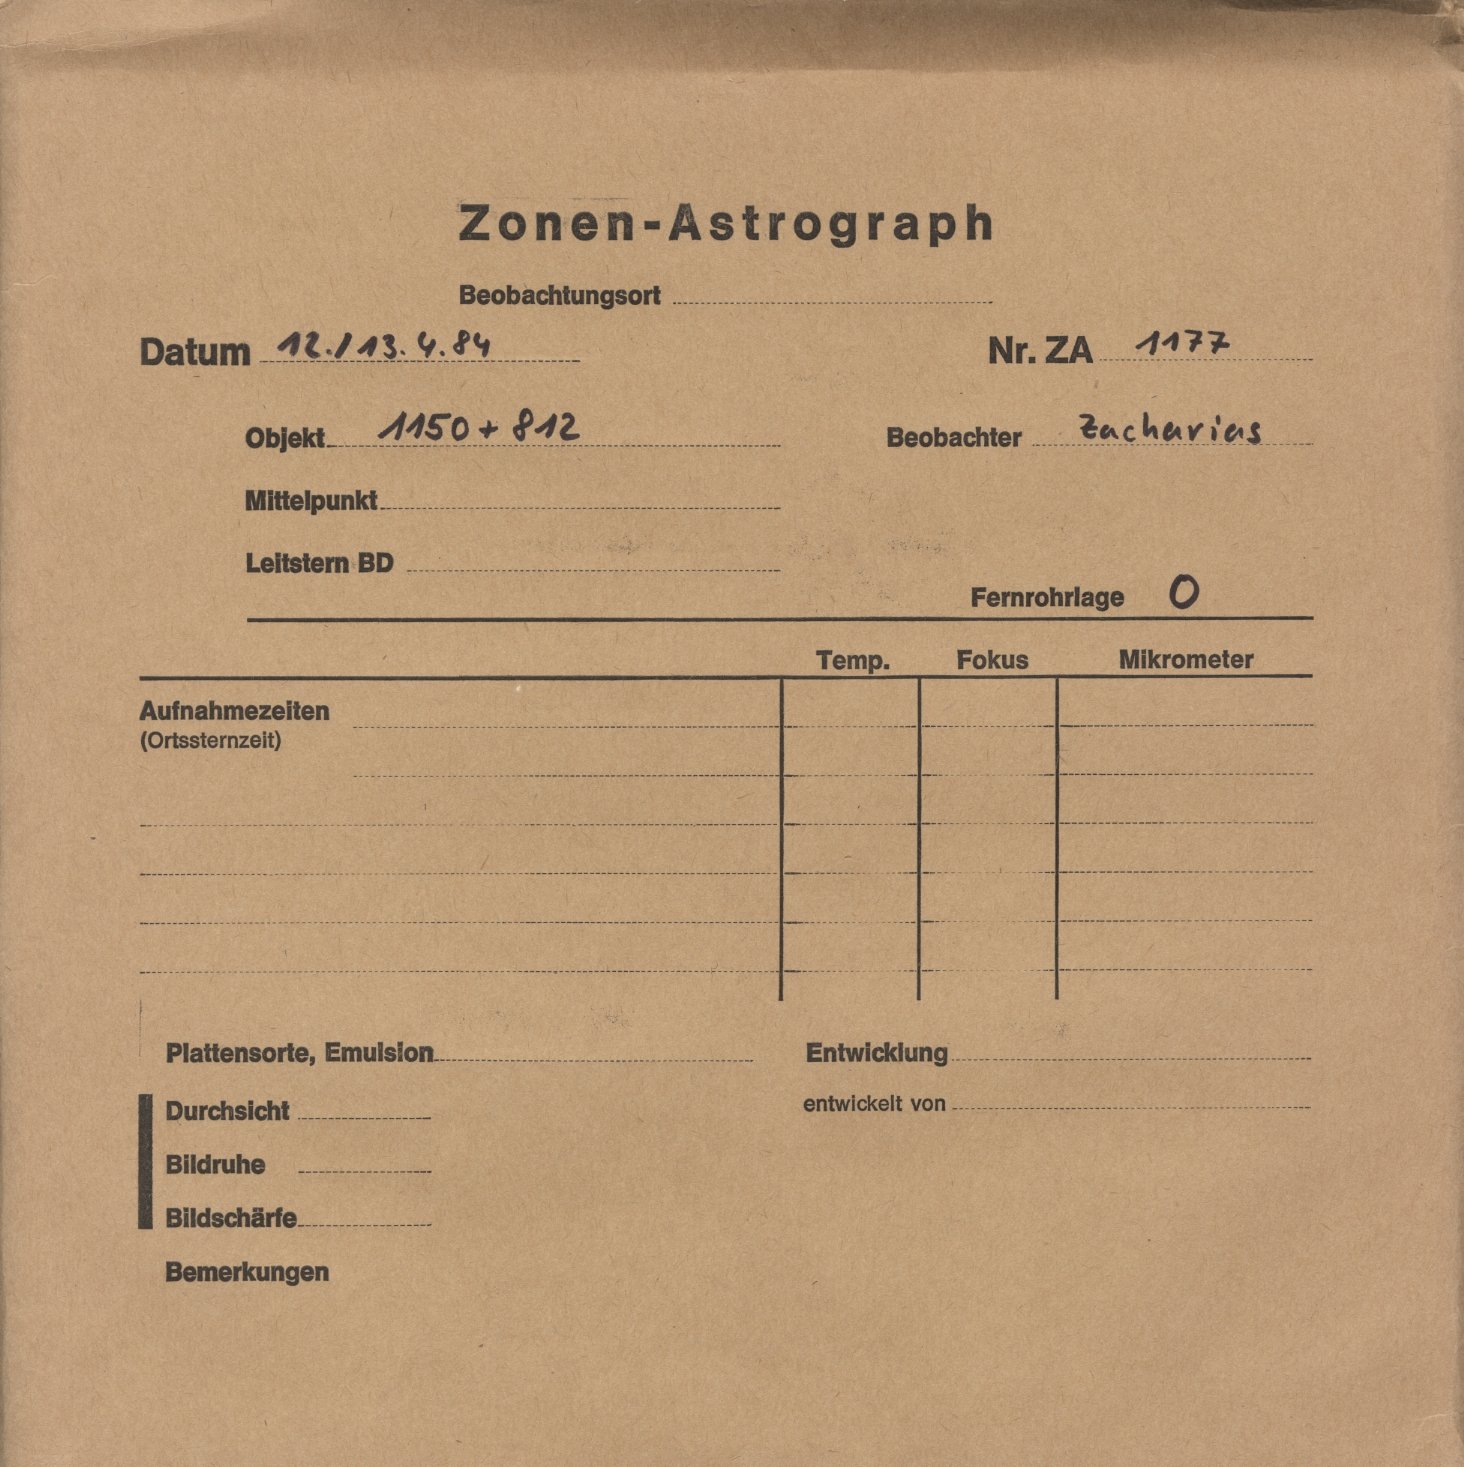 Zonen-Astrograph
Beobachtungsort
Datum 12./13.4.84 Nr. ZA 1177
Objekt 1150+812 Beobachter Zacharias
Mittelpunkt
Leitstern BD
Fernrohrlage O
Temp. Fokus Mikrometer
Aufnahmezeiten
(Ortssternzeit)
Plattensorte, Emulsion Entwicklung
Durchsicht entwickelt von
Bildruhe
Bildschärfe
Bemerkungen